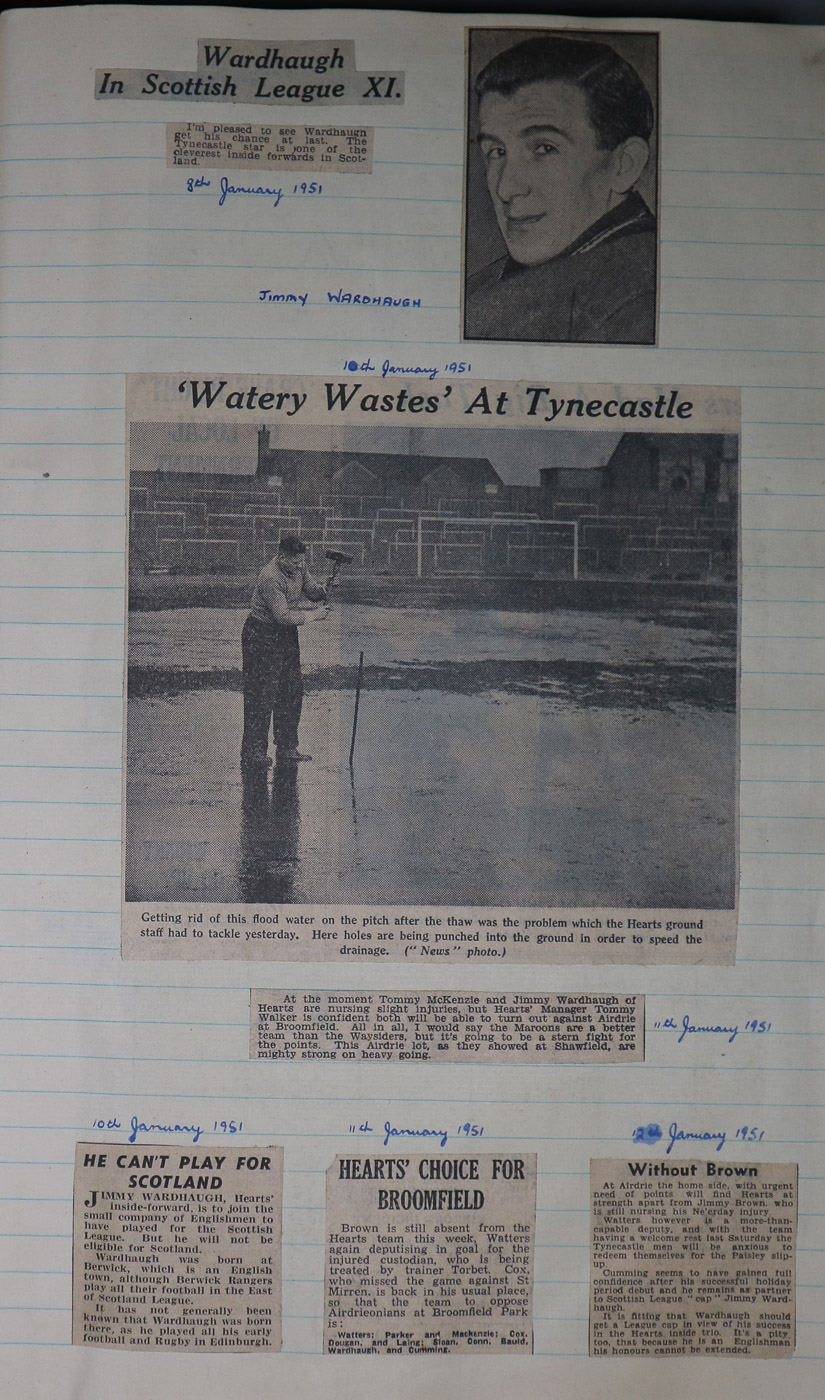 Wardhaugh
In Scottish League XI.
I'm pleased to see Wardhaugh
get his chance at last. The
Tynecastle star is one of the
cleverest inside forwards in Scot-
land.
8th January 1951
Jimmy WARDHAUGH
10th January 1951
'Watery Wastes' At Tynecastle
Getting rid of this flood water on the pitch after the thaw was the problem which the Hearts ground
staff had to tackle yesterday. Here holes are being punched into the ground in order to speed the
drainage. ("News" photo.)
At the moment Tommy McKenzie and Jimmy Wardhaugh of
Hearts are nursing slight injuries, but Hearts' Manager Tommy
Walker is confident both will be able to turn out against Airdrie
at Broomfield. All in all, I would say the Maroons are a better
team than the Waysiders, but it's going to be a stern fight for
the points. This Airdrie lot, as they showed at Shawfield, are
mighty strong on heavy going.
11th January 1951
10th January 1951
HE CAN'T PLAY FOR
SCOTLAND
JIMMY WARDHAUGH, Hearts'
inside-forward, is to join the
small company of Englishmen to
have played for the Scottish
League. But he will not be
eligible for Scotland.
Wardhaugh was born at
Berwick, which is an English
town, although Berwick Rangers
play all their football in the East
of Scotland League.
It has not generally been
known that Wardhaugh was born
there, as he played all his early
football and Rugby in Edinburgh.
11th January 1951
HEARTS' CHOICE FOR
BROOMFIELD
Brown is still absent from the
Hearts team this week, Watters
again deputising in goal for the
injured custodian, who is being
treated by trainer Torbet. Cox,
who missed the game against St
Mirren, is back in his usual place,
so that the team to oppose
Airdrieonians at Broomfield Park
is:
Watters; Parker and Mackenzie; Cox,
Dougan, and Laing; Sloan, Conn, Bauld,
Wardhaugh, and Cumming.
12th January 1951
Without Brown
At Airdrie the home side, with urgent
need of points will find Hearts at
strength apart from Jimmy Brown, who
is still nursing his Ne'erday injury.
Watters however is a more-than-
capable deputy, and with the team
having a welcome rest last Saturday the
Tynecastle men will be anxious to
redeem themselves for the Paisley slip-
up.
Cumming seems to have gained full
confidence after his successful holiday
period debut and he remains as partner
to Scottish League "cap" Jimmy Ward-
haugh.
It is fitting that Wardhaugh should
get a League cap in view of his success
in the Hearts inside trio. It's a pity,
too, that because he is an Englishman
his honours cannot be extended.